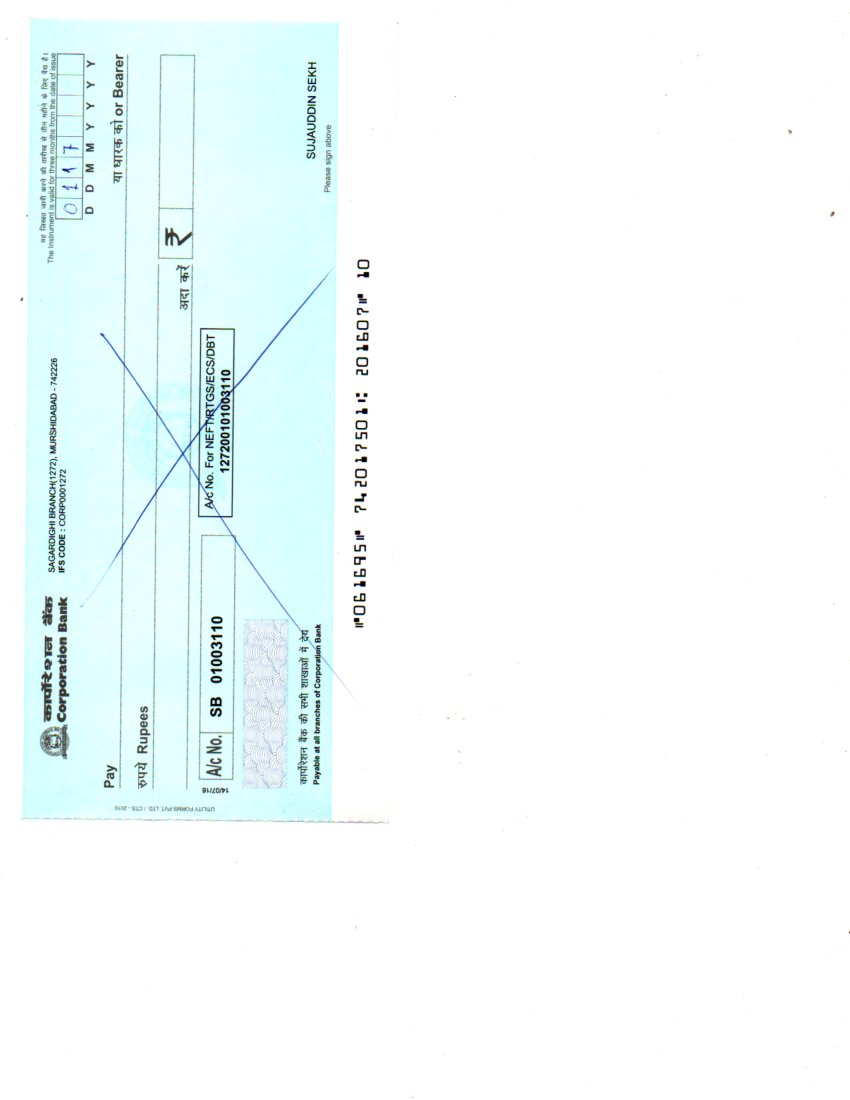 कार्पोरेशन बैंक
Corporation Bank
SAGARDIGHI BRANCH(1272), MURSHIDABAD - 742226
IFS CODE : CORP0001272
यह लिखत जारी करने की तारीख से तीन महीने के लिए वैध है।
The Instrument is valid for three months from the date of issue
0 1 1 7
D D M M Y Y Y Y
Pay
या धारक को or Bearer
रुपये Rupees
अदा करें ₹
A/c No. SB 01003110
A/c No. For NEFT/RTGS/ECS/DBT
127200101003110
14/07/16
UTILITY FORMS PVT. LTD. / CTS - 2010
कार्पोरेशन बैंक की सभी शाखाओं में देय
Payable at all branches of Corporation Bank
SUJAUDDIN SEKH
Please sign above
⑈061695⑈ 742017501⑆ 201607⑈ 10